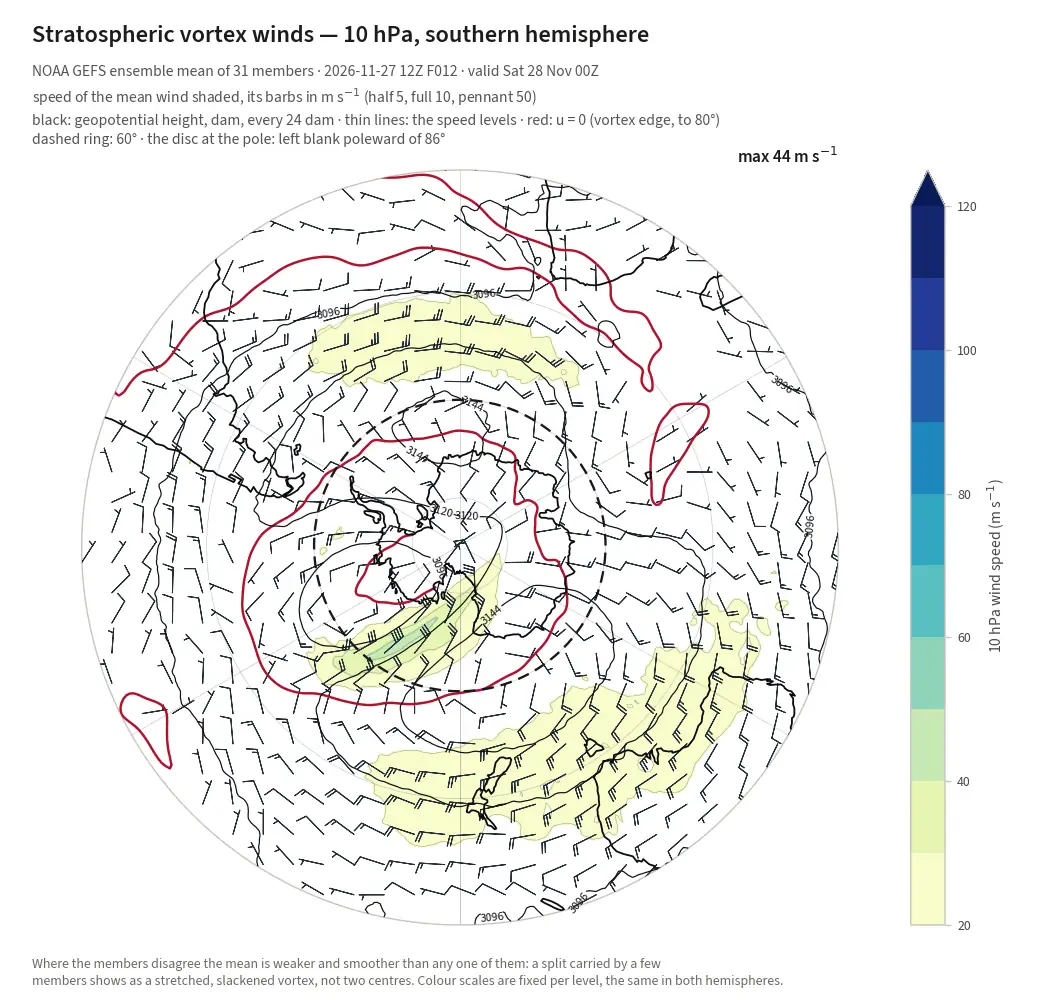 Stratospheric vortex winds — 10 hPa, southern hemisphere
NOAA GEFS ensemble mean of 31 members · 2026-11-27 12Z F012 · valid Sat 28 Nov 00Z
speed of the mean wind shaded, its barbs in m s⁻¹ (half 5, full 10, pennant 50)
black: geopotential height, dam, every 24 dam · thin lines: the speed levels · red: u = 0 (vortex edge, to 80°)
dashed ring: 60° · the disc at the pole: left blank poleward of 86°
max 44 m s⁻¹
120
100
80
60
40
20
10 hPa wind speed (m s⁻¹)
3096
3096
3096
3144
3144
3120
3120
3096
3096
3144
3096
3096
Where the members disagree the mean is weaker and smoother than any one of them: a split carried by a few
members shows as a stretched, slackened vortex, not two centres. Colour scales are fixed per level, the same in both hemispheres.